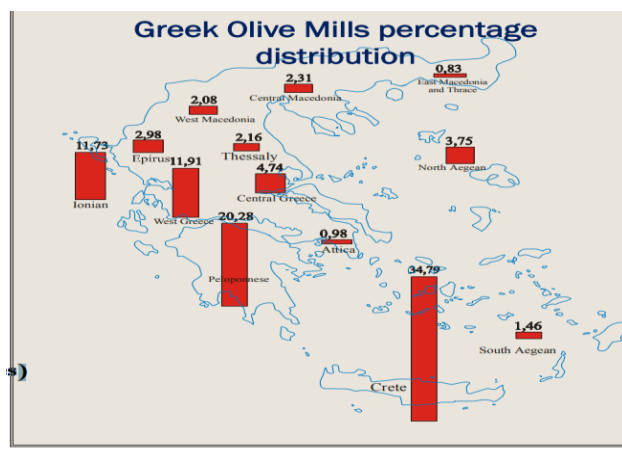 Greek Olive Mills percentage
distribution
0,83
East Macedonia
and Thrace
2,31
Central Macedonia
2,08
West Macedonia
2,98
Epirus
2,16
Thessaly
3,75
North Aegean
11,73
Ionian
11,91
West Greece
4,74
Central Greece
20,28
Peloponnese
0,98
Attica
34,79
Crete
1,46
South Aegean
s)